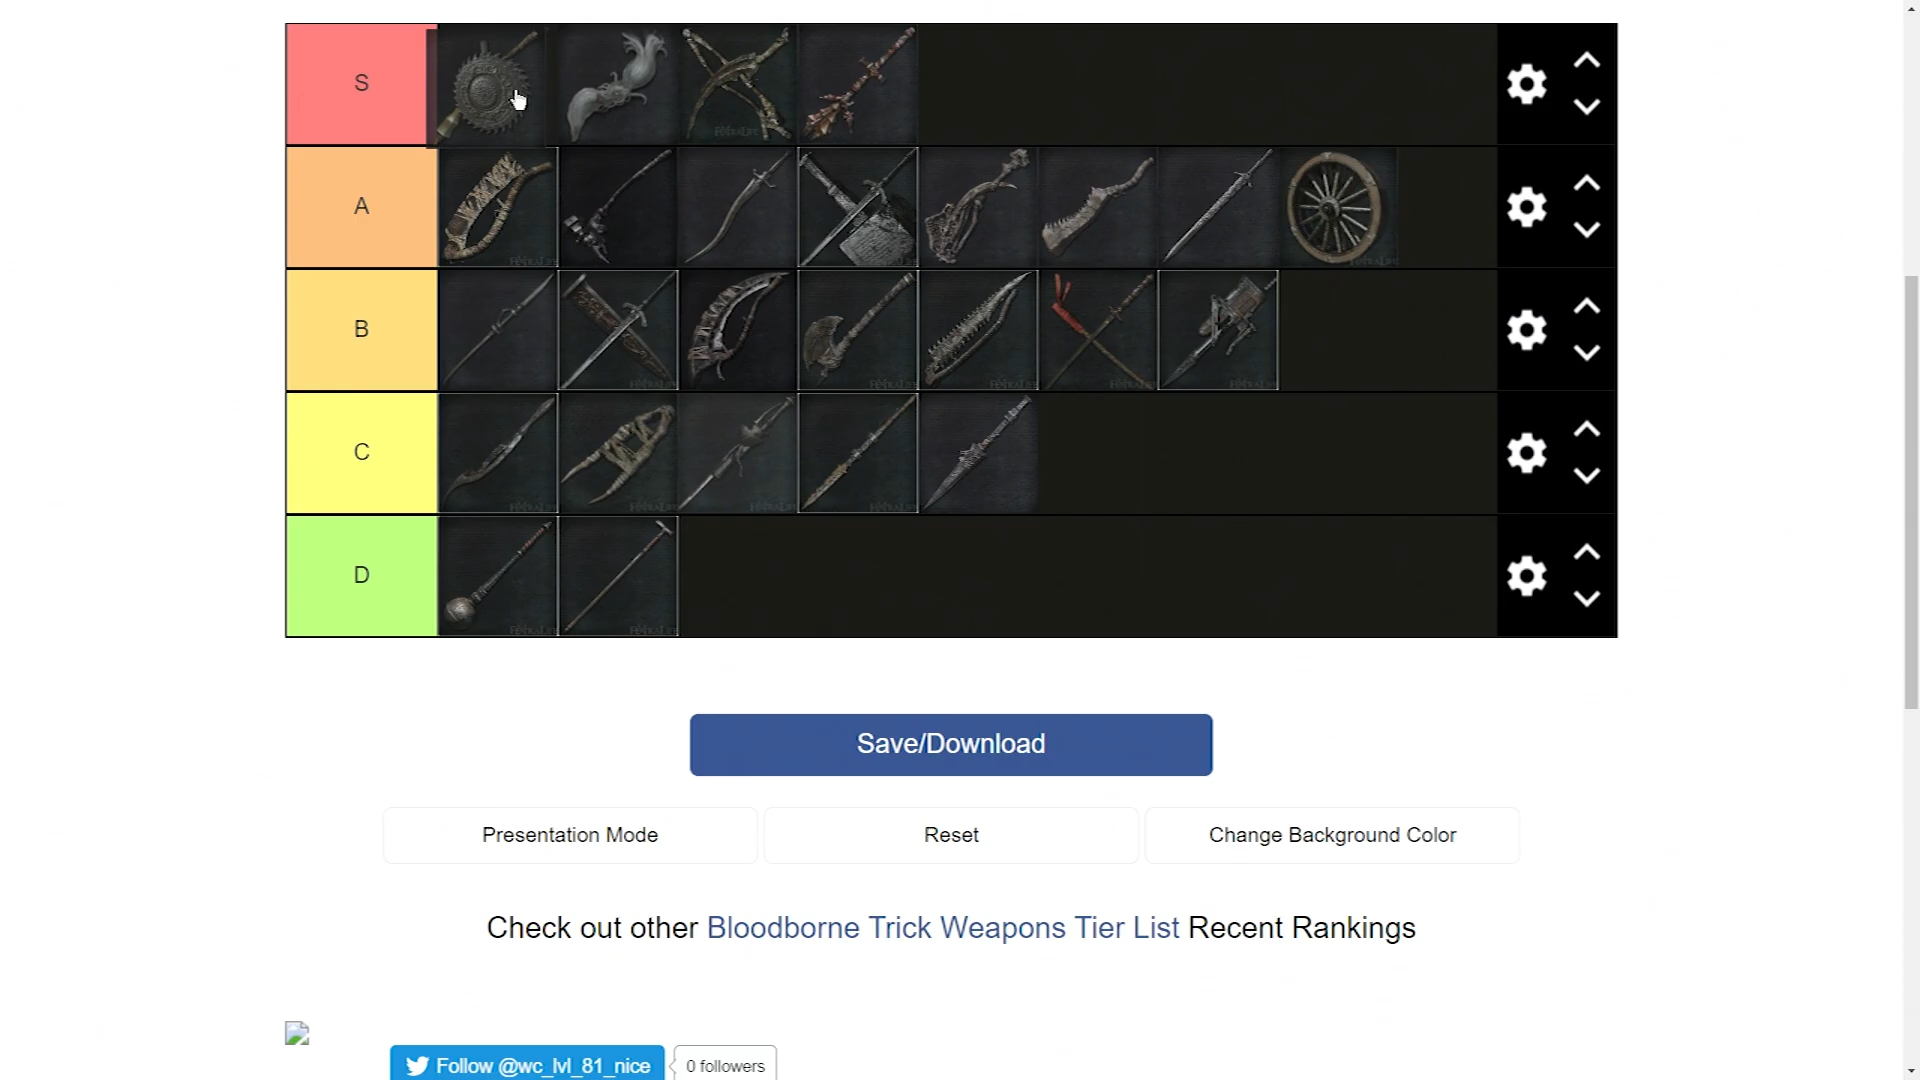 S
A
B
C
D
Save/Download
Presentation Mode
Reset
Change Background Color
Check out other Bloodborne Trick Weapons Tier List Recent Rankings
Follow @wc_lvl_81_nice
0 followers